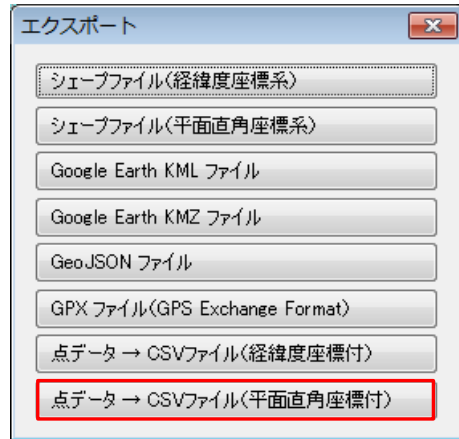 エクスポート
シェープファイル(経緯度座標系)
シェープファイル(平面直角座標系)
Google Earth KML ファイル
Google Earth KMZ ファイル
GeoJSON ファイル
GPX ファイル(GPS Exchange Format)
点データ → CSVファイル(経緯度座標付)
点データ → CSVファイル(平面直角座標付)